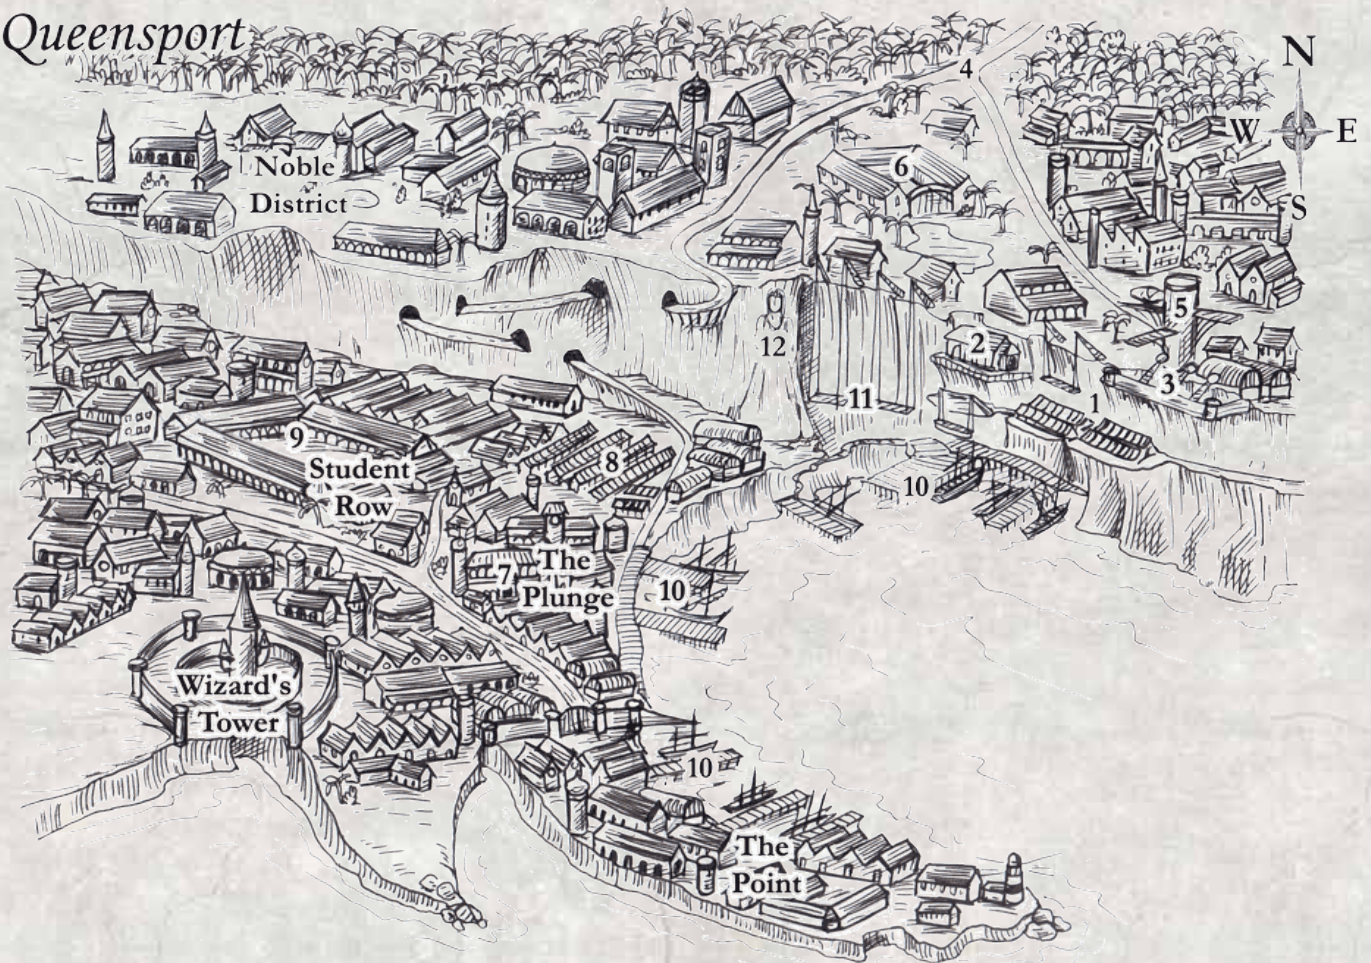 Queensport
N
4
W
E
6
Noble
District
S
5
2
12
3
11
1
9
8
Student
Row
10
7
The
Plunge
10
Wizard's
Tower
10
The
Point